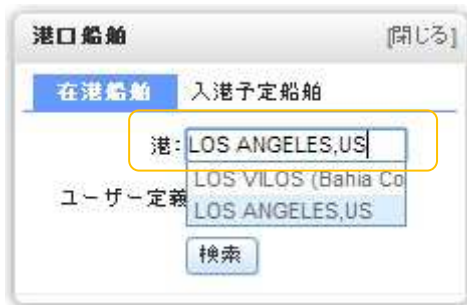 港口船舶 [閉じる]
在港船舶 入港予定船舶
港: LOS ANGELES,US
LOS VILOS (Bahia Co
ユーザー定義
LOS ANGELES,US
検索